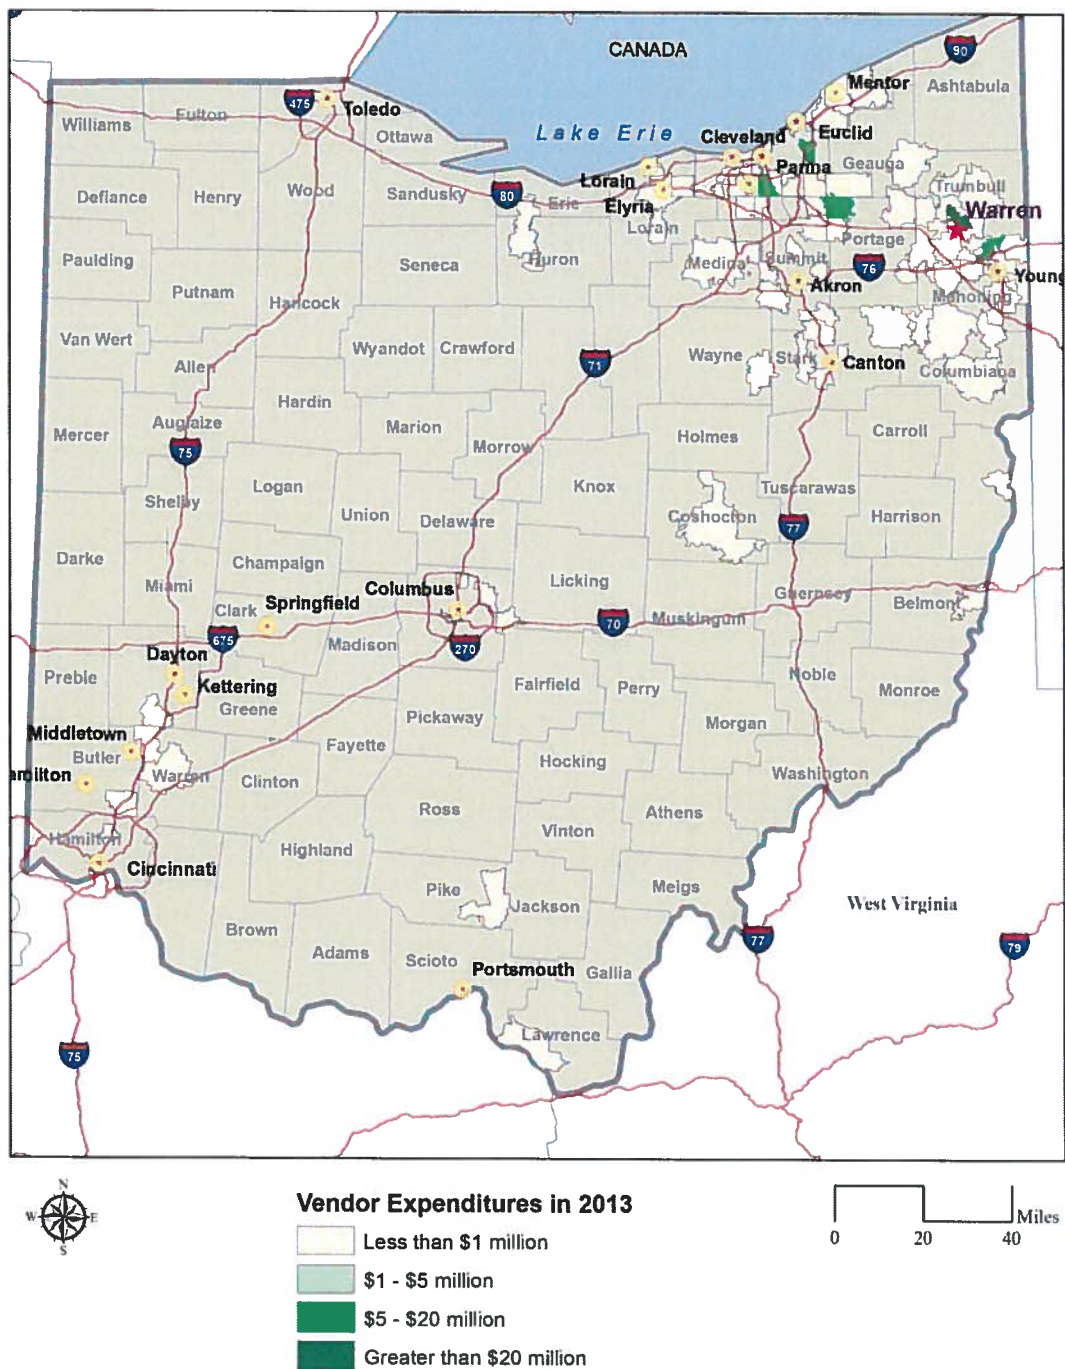 CANADA
90
Mentor
Ashtabula
475
Toledo
Fulton
Williams
Ottawa
Lake Erie
Cleveland
Euclid
Geauga
Parma
Lorain
Trumbull
Defiance
Henry
Wood
Sandusky
80
Erie
Elyria
Warren
Lorain
Portage
Paulding
Seneca
Huron
Medina
Summit
76
Young
Putnam
Akron
Hancock
Mahoning
Van Wert
Allen
Wyandot
Crawford
71
Wayne
Stark
Canton
Columbiana
Hardin
Mercer
Auglaize
Marion
Morrow
Holmes
Carroll
75
Shelby
Logan
Knox
Tuscarawas
Union
Delaware
Coshocton
77
Harrison
Darke
Champaign
Miami
Columbus
Licking
Guernsey
Belmont
Clark
Springfield
Muskingum
70
675
Madison
270
Dayton
Preble
Kettering
Fairfield
Perry
Noble
Monroe
Greene
Pickaway
Morgan
Middletown
Butler
Fayette
Hocking
Washington
amilton
Warren
Clinton
Ross
Athens
Vinton
Hamilton
Highland
Cincinnati
Pike
Jackson
Meigs
West Virginia
Brown
77
79
Adams
Scioto
Portsmouth
Gallia
Lawrence
75
N
W
E
S
Vendor Expenditures in 2013
Less than $1 million
$1 - $5 million
$5 - $20 million
Greater than $20 million
Miles
0 20 40